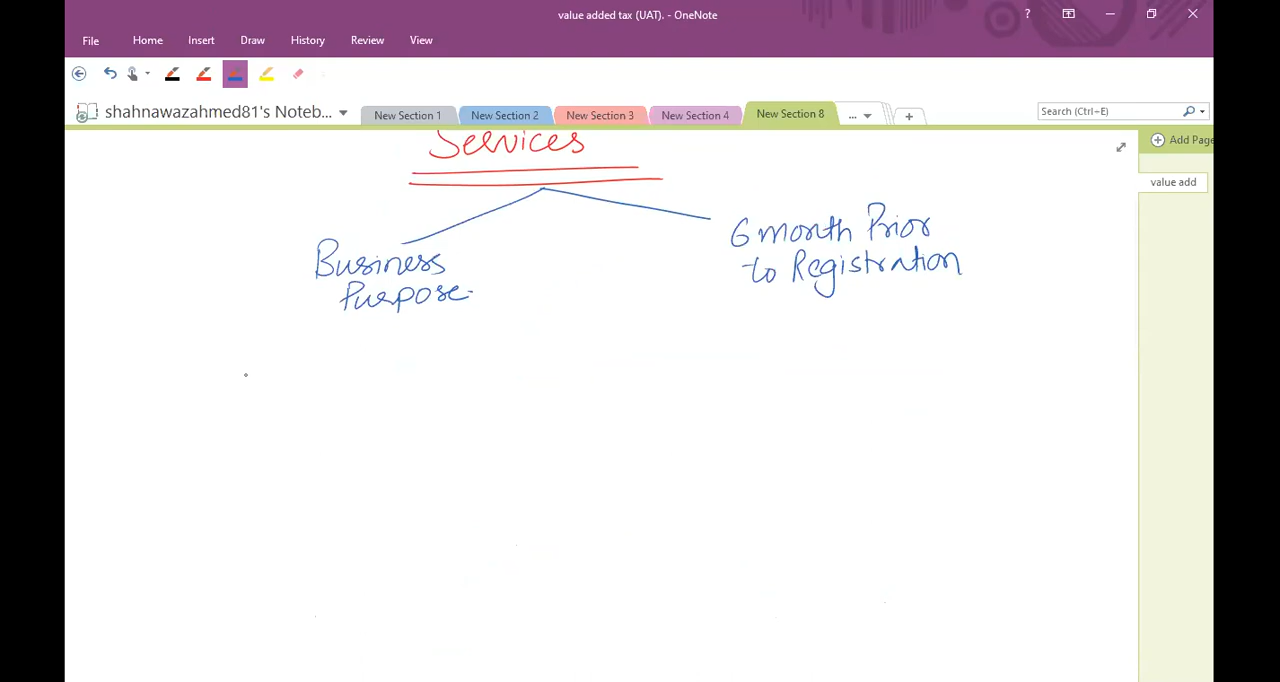 value added tax (UAT). - OneNote
?
File Home Insert Draw History Review View
shahnawazahmed81's Noteb...
New Section 1 New Section 2 New Section 3 New Section 4 New Section 8 ... +
Search (Ctrl+E)
Add Page
value add
Services
Business
Purpose
6 month Prior
to Registration